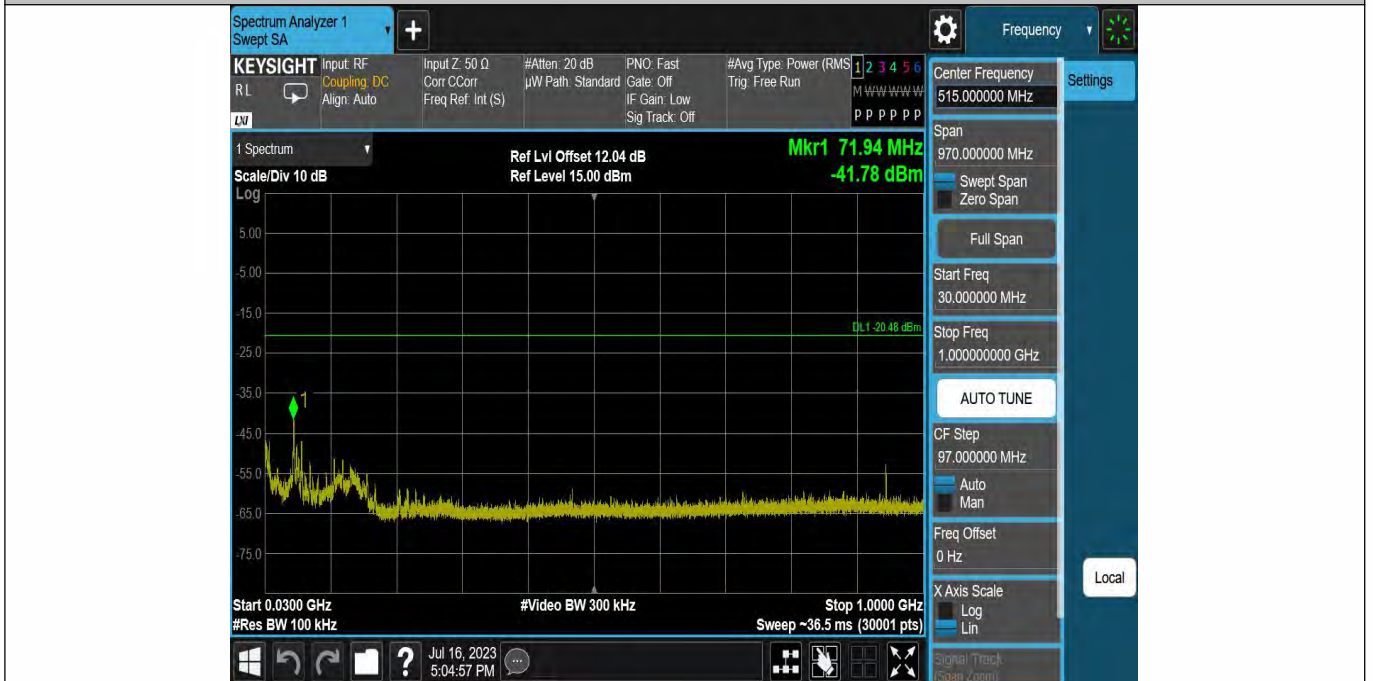 Spectrum Analyzer 1
Swept SA
+
Frequency
KEYSIGHT
RL
LXI
Input: RF
Coupling: DC
Align: Auto
Input Z: 50 Ω
Corr CCorr
Freq Ref: Int (S)
#Atten: 20 dB
µW Path: Standard
PNO: Fast
Gate: Off
IF Gain: Low
Sig Track: Off
#Avg Type: Power (RMS
Trig: Free Run
1 2 3 4 5 6
M W W W W W
P P P P P P
1 Spectrum
Scale/Div 10 dB
Log
Ref Lvl Offset 12.04 dB
Ref Level 15.00 dBm
Mkr1 71.94 MHz
-41.78 dBm
5.00
-5.00
-15.0
DL1 -20.48 dBm
-25.0
-35.0
1
-45.0
-55.0
-65.0
-75.0
Start 0.0300 GHz
#Res BW 100 kHz
#Video BW 300 kHz
Stop 1.0000 GHz
Sweep ~36.5 ms (30001 pts)
?
Jul 16, 2023
5:04:57 PM
Center Frequency
515.000000 MHz
Settings
Span
970.000000 MHz
Swept Span
Zero Span
Full Span
Start Freq
30.000000 MHz
Stop Freq
1.000000000 GHz
AUTO TUNE
CF Step
97.000000 MHz
Auto
Man
Freq Offset
0 Hz
X Axis Scale
Log
Lin
Local
Signal Track
(Span Zoom)